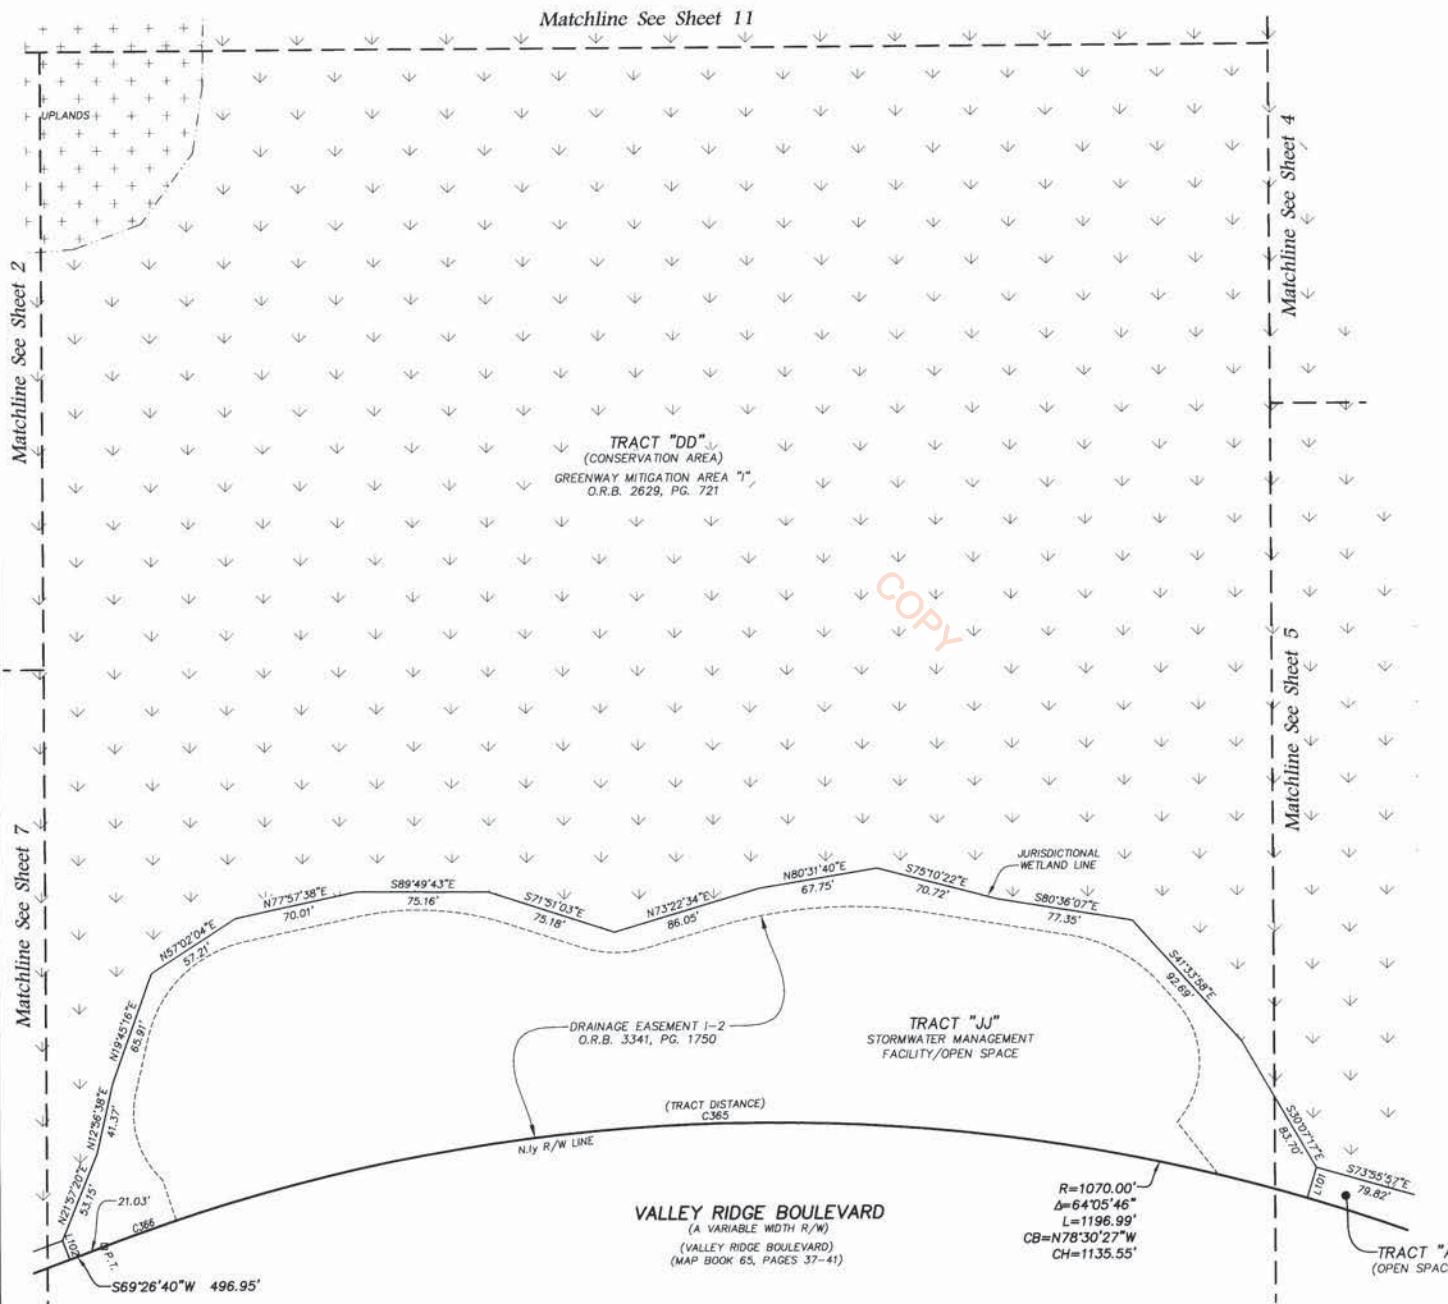 Matchline See Sheet 11
UPLANDS
Matchline See Sheet 4
Matchline See Sheet 2
TRACT "DD"
(CONSERVATION AREA)
GREENWAY MITIGATION AREA "I"
O.R.B. 2629, PG. 721
COPY
Matchline See Sheet 5
Matchline See Sheet 7
JURISDICTIONAL
WETLAND LINE
N57°02'04"E
57.21'
N77°57'38"E
70.01'
S89°49'43"E
75.16'
S71°51'03"E
75.18'
N73°22'34"E
86.05'
N80°31'40"E
67.75'
S75°10'22"E
70.72'
S80°36'07"E
77.35'
S41°33'58"E
92.69'
N19°45'16"E
65.91'
DRAINAGE EASEMENT I-2
O.R.B. 3341, PG. 1750
TRACT "JJ"
STORMWATER MANAGEMENT
FACILITY/OPEN SPACE
N12°56'38"E
41.37'
(TRACT DISTANCE)
C365
N.ly R/W LINE
S30°07'17"E
83.70'
N21°57'20"E
53.15'
21.03'
C366
L102
P.T.
S69°26'40"W 496.95'
VALLEY RIDGE BOULEVARD
(A VARIABLE WIDTH R/W)
(VALLEY RIDGE BOULEVARD)
(MAP BOOK 65, PAGES 37-41)
R=1070.00'
Δ=64°05'46"
L=1196.99'
CB=N78°30'27"W
CH=1135.55'
L101
S73°55'57"E
79.82'
TRACT "A
(OPEN SPAC